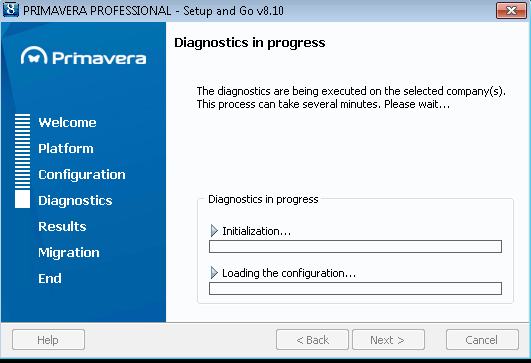 PRIMAVERA PROFESSIONAL - Setup and Go v8.10
Primavera
Welcome
Platform
Configuration
Diagnostics
Results
Migration
End
Diagnostics in progress
The diagnostics are being executed on the selected company(s).
This process can take several minutes. Please wait...
Diagnostics in progress
Initialization...
Loading the configuration...
Help
< Back
Next >
Cancel